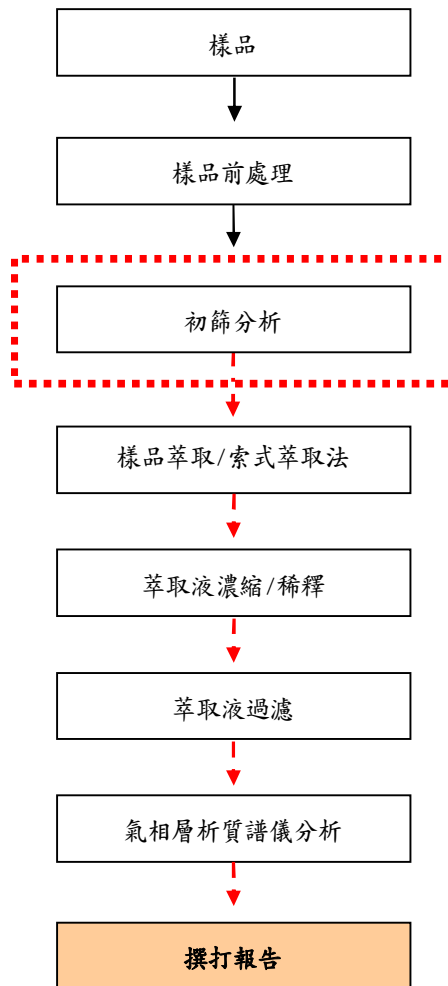 樣品
樣品前處理
初篩分析
樣品萃取/索式萃取法
萃取液濃縮/稀釋
萃取液過濾
氣相層析質譜儀分析
撰打報告